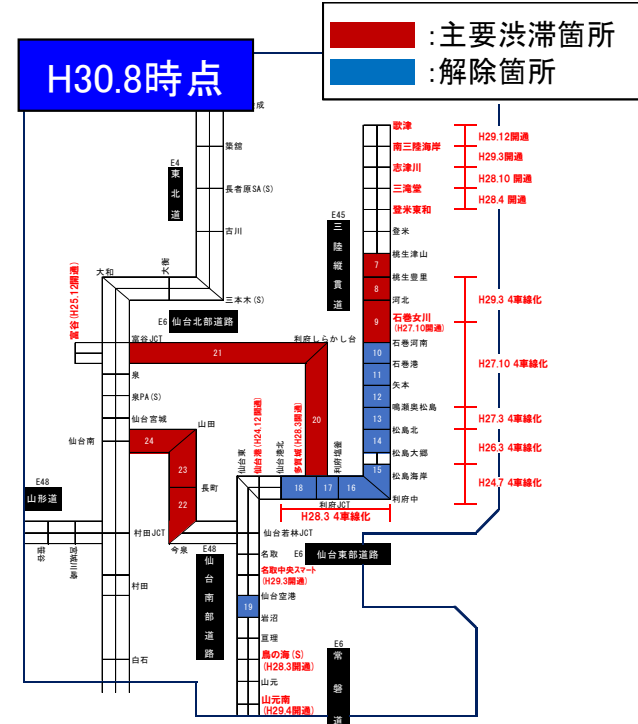 :主要渋滞箇所
:解除箇所
H30.8時点
成
築館
長者原SA(S)
古川
三本木(S)
E4
東北道
大和
大衡
富谷(H25.12開通)
E6
仙台北部道路
富谷JCT
利府しらかし台
21
20
泉
泉PA(S)
仙台宮城
仙台南
24
23
22
山田
長町
今泉
E48
山形道
笹谷
宮城川崎
村田JCT
村田
白石
E48
仙台南部道路
E45
三陸縦貫道
歌津
南三陸海岸
志津川
三滝堂
登米東和
登米
桃生津山
桃生豊里
河北
石巻女川
(H27.10開通)
石巻河南
石巻港
矢本
鳴瀬奥松島
松島北
松島大郷
松島海岸
利府中
7
8
9
10
11
12
13
14
15
16
17
18
H29.12開通
H29.3開通
H28.10 開通
H28.4 開通
H29.3 4車線化
H27.10 4車線化
H27.3 4車線化
H26.3 4車線化
H24.7 4車線化
仙台東
仙台港(H24.12開通)
仙台港北
多賀城(H28.3開通)
利府塩釜
利府JCT
H28.3 4車線化
仙台若林JCT
名取
E6
仙台東部道路
名取中央スマート
(H29.3開通)
仙台空港
19
岩沼
亘理
鳥の海(S)
(H28.3開通)
山元
山元南
(H29.4開通)
E6
常磐道